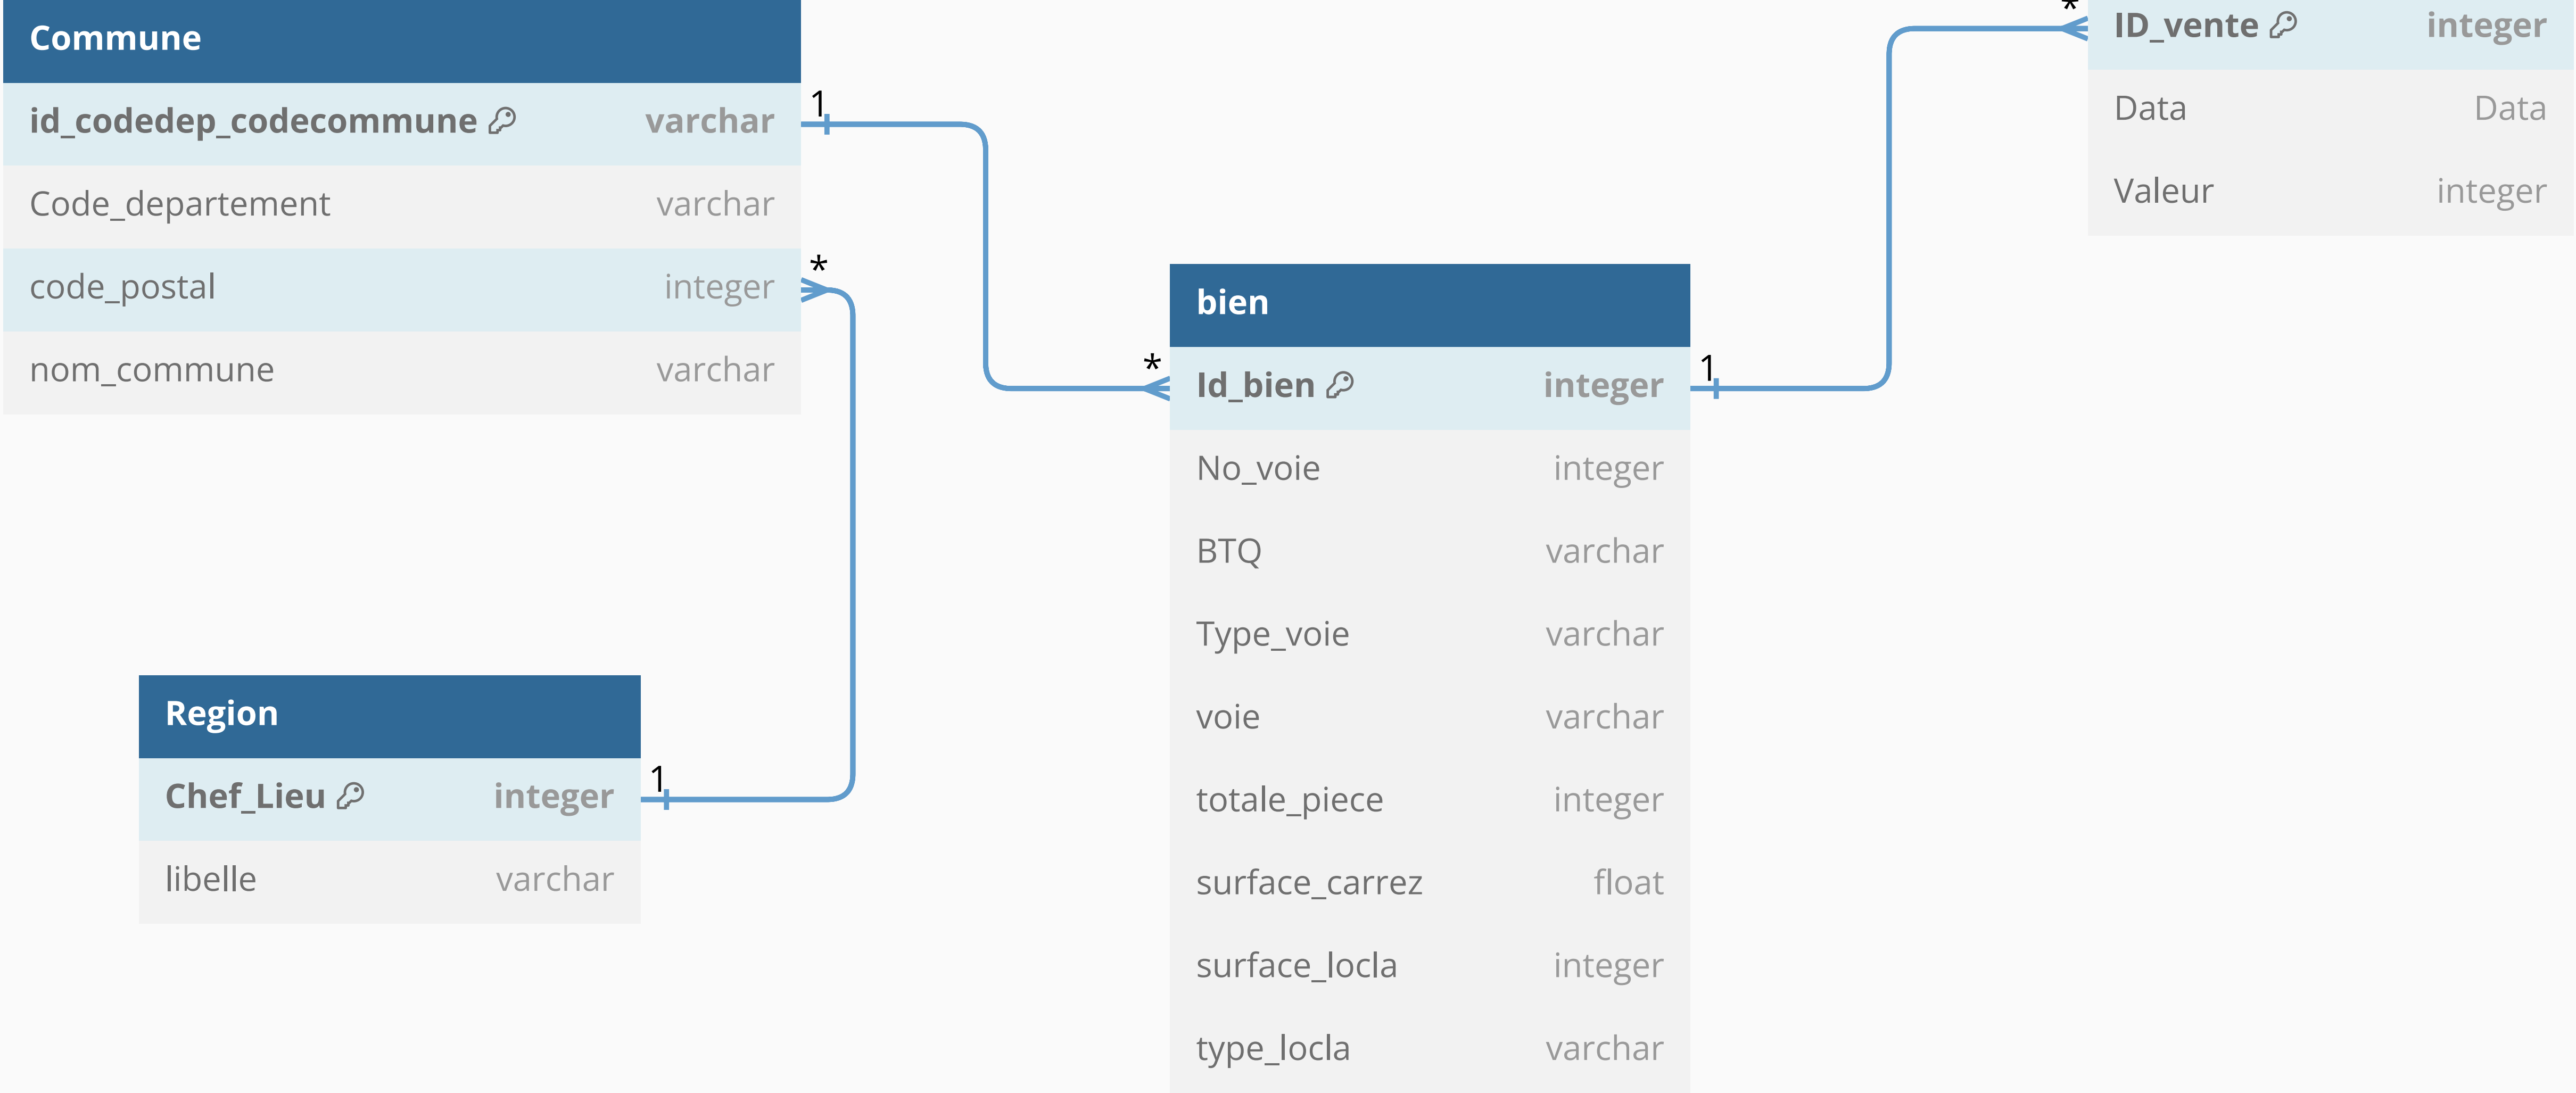 Commune
id_codedep_codecommune varchar
Code_departement varchar
code_postal integer
nom_commune varchar
1
*
Region
Chef_Lieu integer
libelle varchar
1
*
bien
Id_bien integer
No_voie integer
BTQ varchar
Type_voie varchar
voie varchar
totale_piece integer
surface_carrez float
surface_locla integer
type_locla varchar
1
*
ID_vente integer
Data Data
Valeur integer